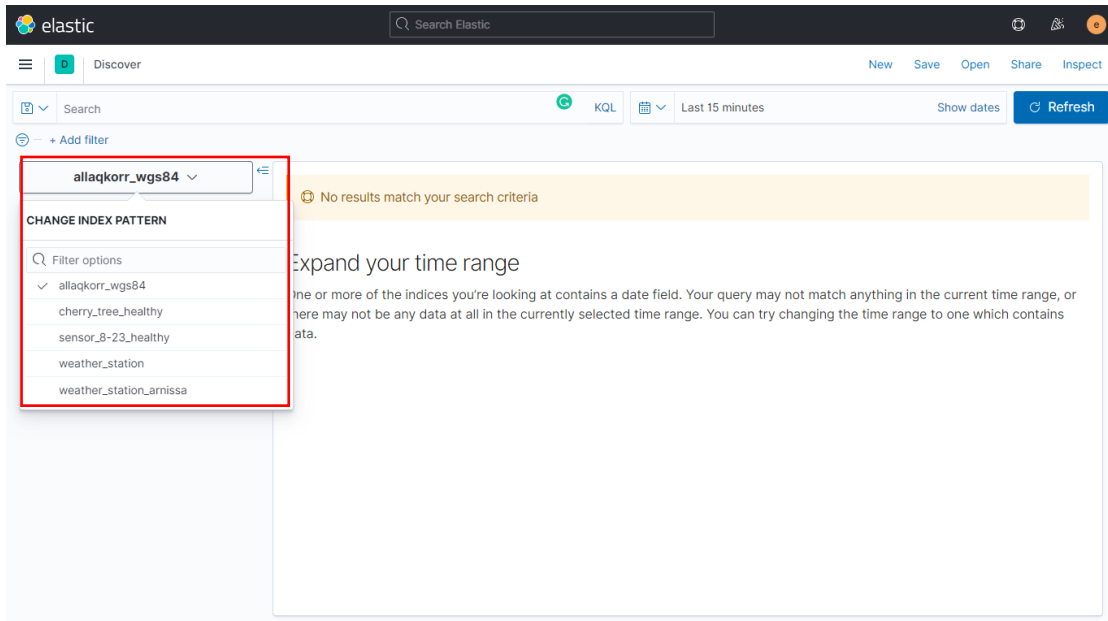 elastic
Search Elastic
e
D
Discover
New Save Open Share Inspect
Search
KQL
Last 15 minutes
Show dates
Refresh
+ Add filter
allaqkorr_wgs84
CHANGE INDEX PATTERN
Filter options
allaqkorr_wgs84
cherry_tree_healthy
sensor_8-23_healthy
weather_station
weather_station_arnissa
No results match your search criteria
Expand your time range
One or more of the indices you're looking at contains a date field. Your query may not match anything in the current time range, or
there may not be any data at all in the currently selected time range. You can try changing the time range to one which contains
data.